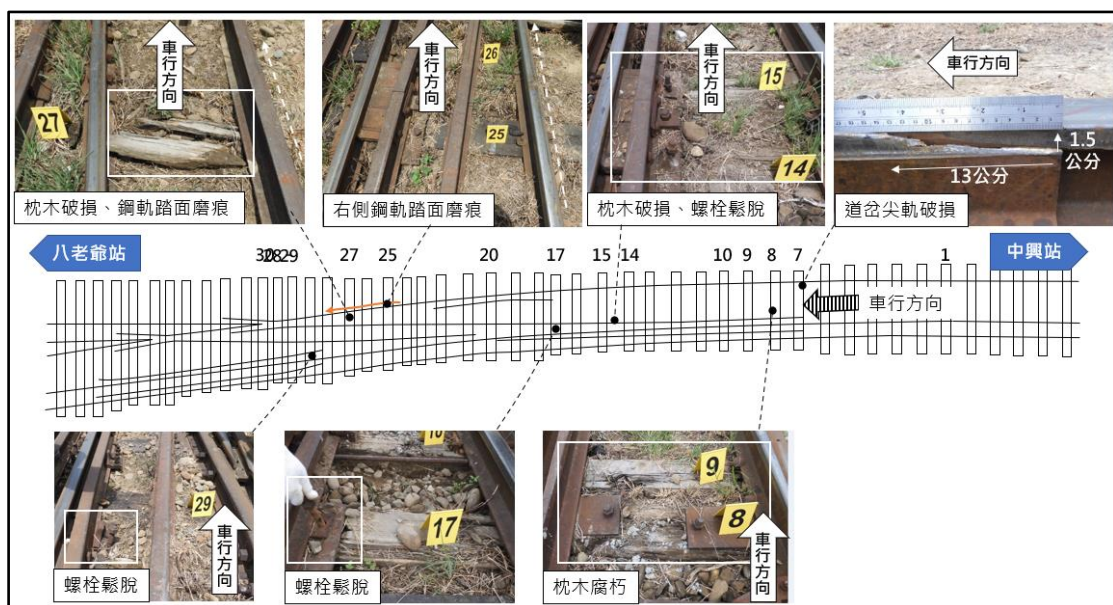 車行方向
27
枕木破損、鋼軌踏面磨痕
車行方向
26
25
右側鋼軌踏面磨痕
車行方向
15
14
枕木破損、螺栓鬆脫
車行方向
1.5
公分
13公分
道岔尖軌破損
八老爺站
30 28 29 27 25 20 17 15 14 10 9 8 7 1
中興站
車行方向
29
車行方向
螺栓鬆脫
17
螺栓鬆脫
9
8
車行方向
枕木腐朽